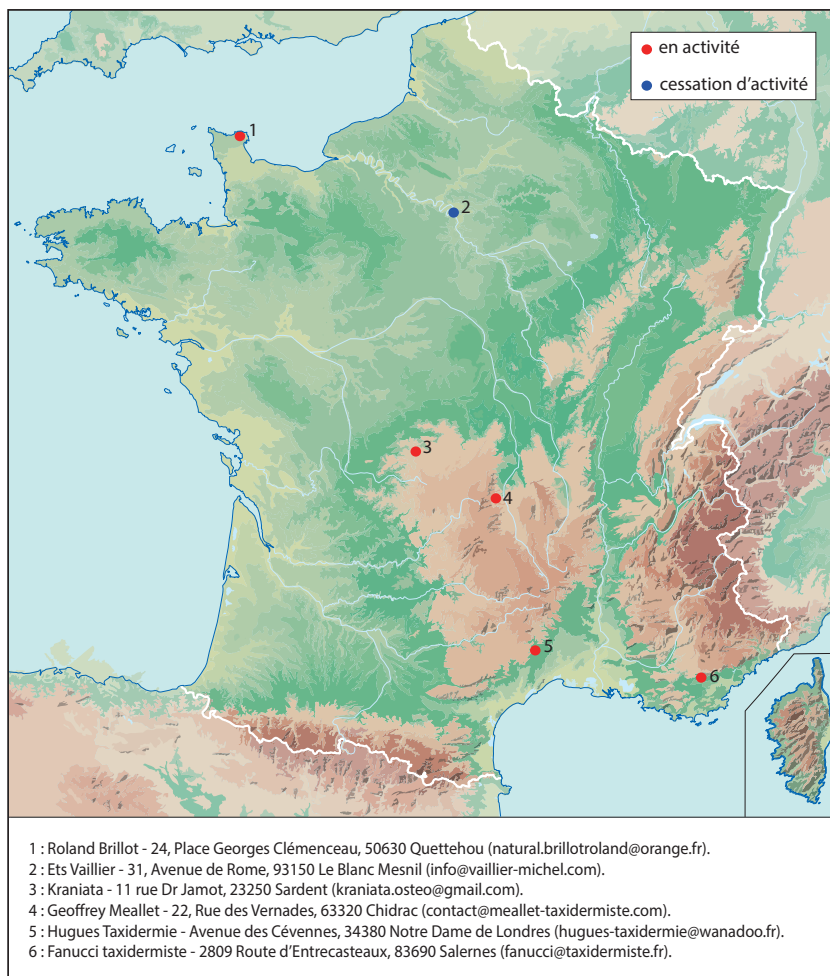 en activité
cessation d'activité
1
2
3
4
5
6
1 : Roland Brillot - 24, Place Georges Clémenceau, 50630 Quettehou (natural.brillotroland@orange.fr).
2 : Ets Vaillier - 31, Avenue de Rome, 93150 Le Blanc Mesnil (info@vaillier-michel.com).
3 : Kraniata - 11 rue Dr Jamot, 23250 Sardent (kraniata.osteo@gmail.com).
4 : Geoffrey Meallet - 22, Rue des Vernades, 63320 Chidrac (contact@meallet-taxidermiste.com).
5 : Hugues Taxidermie - Avenue des Cévennes, 34380 Notre Dame de Londres (hugues-taxidermie@wanadoo.fr).
6 : Fanucci taxidermiste - 2809 Route d'Entrecasteaux, 83690 Salernes (fanucci@taxidermiste.fr).